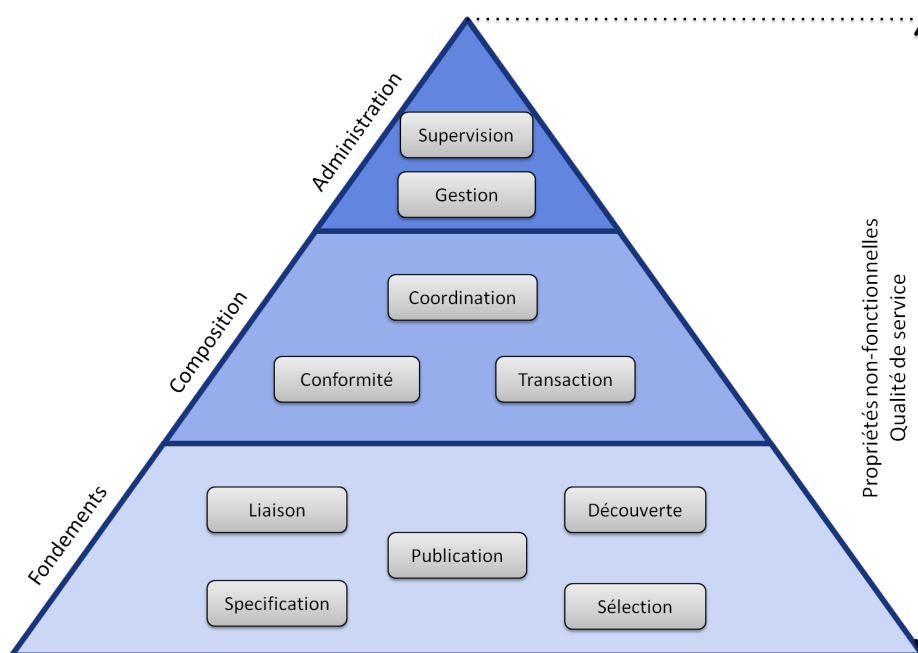 Administration
Supervision
Gestion
Composition
Coordination
Conformité
Transaction
Fondements
Liaison
Découverte
Publication
Specification
Sélection
Propriétés non-fonctionnelles
Qualité de service